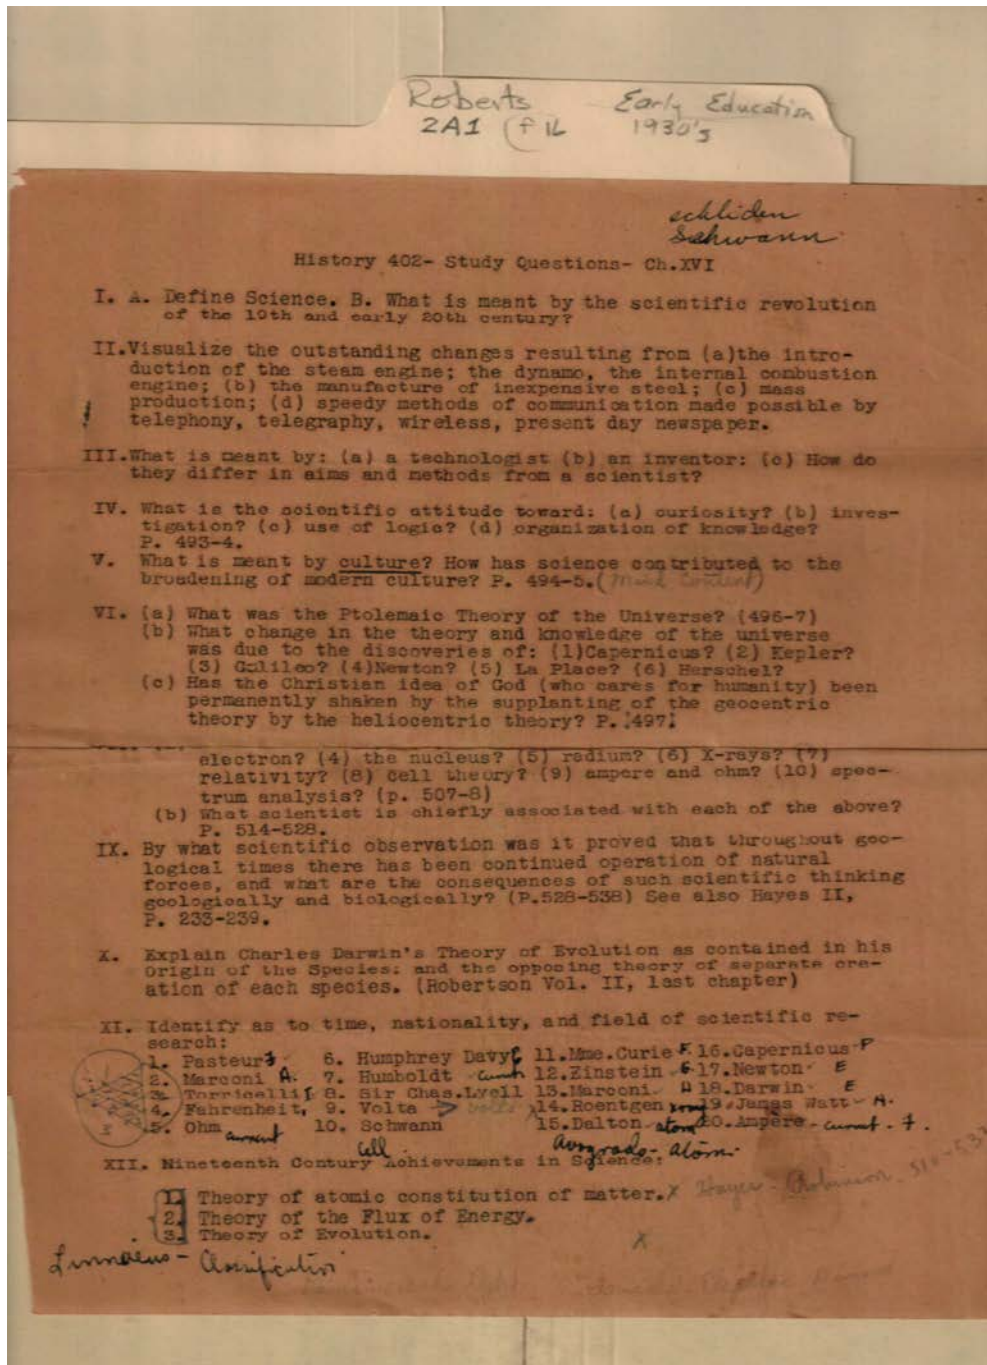 Roberts Early Education
2A1 (f 1L 1930's
schliden
Schwann
History 402- Study Questions- Ch.XVI
I. A. Define Science. B. What is meant by the scientific revolution
of the 19th and early 20th century?
II.Visualize the outstanding changes resulting from (a)the intro-
duction of the steam engine; the dynamo, the internal combustion
engine; (b) the manufacture of inexpensive steel; (c) mass
production; (d) speedy methods of communication made possible by
telephony, telegraphy, wireless, present day newspaper.
III.What is meant by: (a) a technologist (b) an inventor: (c) How do
they differ in aims and methods from a scientist?
IV. What is the scientific attitude toward: (a) curiosity? (b) inves-
tigation? (c) use of logic? (d) organization of knowledge?
P. 493-4.
V. What is meant by culture? How has science contributed to the
broadening of modern culture? P. 494-5.
VI. (a) What was the Ptolemaic Theory of the Universe? (496-7)
(b) What change in the theory and knowledge of the universe
was due to the discoveries of: (1)Capernicus? (2) Kepler?
(3) Galileo? (4)Newton? (5) La Place? (6) Herschel?
(c) Has the Christian idea of God (who cares for humanity) been
permanently shaken by the supplanting of the geocentric
theory by the heliocentric theory? P. 497.
electron? (4) the nucleus? (5) radium? (6) X-rays? (7)
relativity? (8) Cell theory? (9) ampere and ohm? (10) spec-
trum analysis? (p. 507-8)
(b) What scientist is chiefly associated with each of the above?
P. 514-528.
IX. By what scientific observation was it proved that throughout geo-
logical times there has been continued operation of natural
forces, and what are the consequences of such scientific thinking
geologically and biologically? (P.528-538) See also Hayes II,
P. 233-239.
X. Explain Charles Darwin's Theory of Evolution as contained in his
Origin of the Species: and the opposing theory of separate cre-
ation of each species. (Robertson Vol. II, last chapter)
XI. Identify as to time, nationality, and field of scientific re-
search:
1. Pasteur 6. Humphrey Davy 11.Mme.Curie F 16.Capernicus P
2. Marconi A. 7. Humboldt 12.Einstein G 17.Newton E
3. Torricelli I 8. Sir Chas.Lyell 13.Marconi 18.Darwin E
4. Fahrenheit, 9. Volta volts 14.Roentgen 19.James Watt A.
5. Ohm current 10. Schwann 15.Dalton atom 20.Ampere- current. F.
cell Avograde- atom.
XII. Nineteenth Century Achievements in Science:
1. Theory of atomic constitution of matter. X Hayes - Robinson
2. Theory of the Flux of Energy.
3. Theory of Evolution. X
Linnaeus - Classification